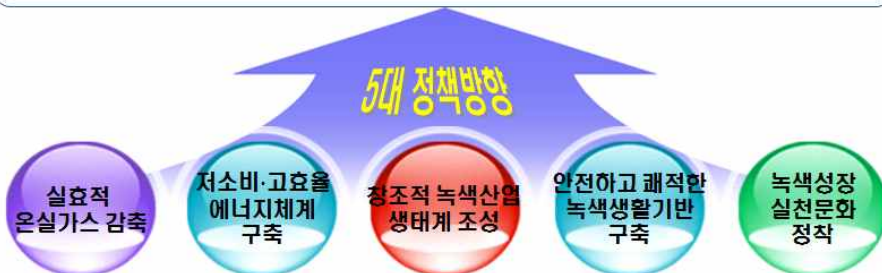 5대 정책방향
실효적
온실가스 감축
저소비·고효율
에너지체계
구축
창조적 녹색산업
생태계 조성
안전하고 쾌적한
녹색생활기반
구축
녹색성장
실천문화
정착